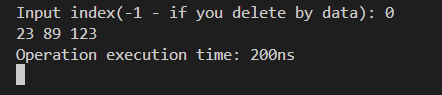 Input index(-1 - if you delete by data): 0
23 89 123
Operation execution time: 200ns